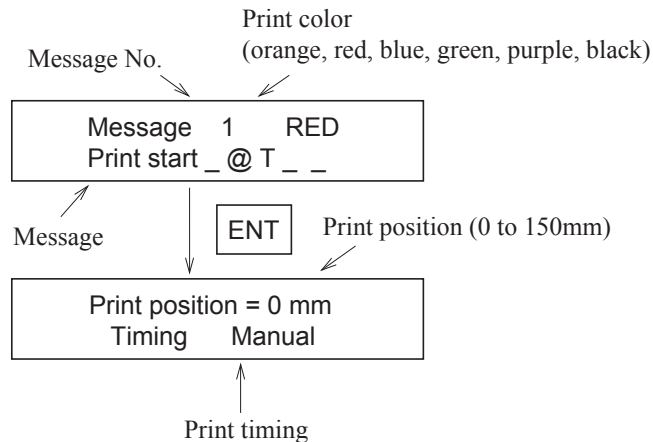 Print color
(orange, red, blue, green, purple, black)
Message No.
Message 1 RED
Print start _ @ T _ _
Message
ENT
Print position (0 to 150mm)
Print position = 0 mm
Timing Manual
Print timing